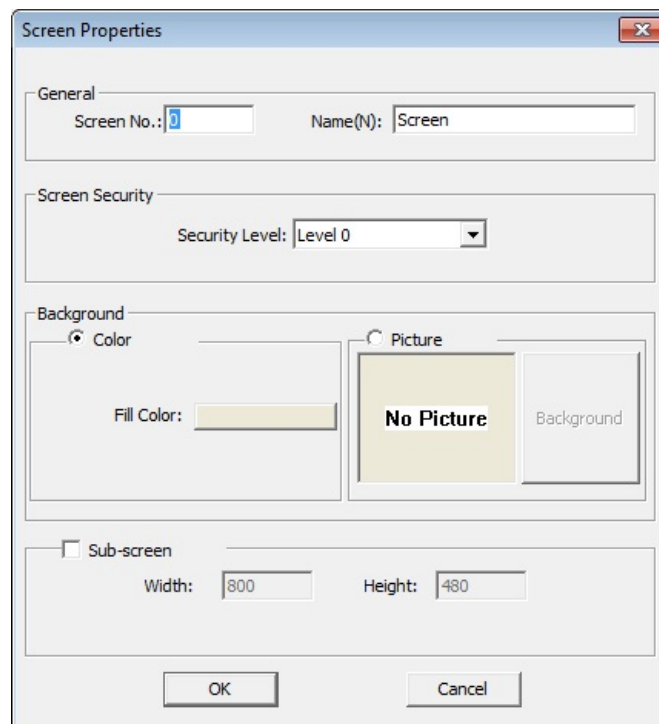 Screen Properties
General
Screen No.: 0 Name(N): Screen
Screen Security
Security Level: Level 0
Background
Color
Picture
Fill Color:
No Picture
Background
Sub-screen
Width: 800 Height: 480
OK Cancel